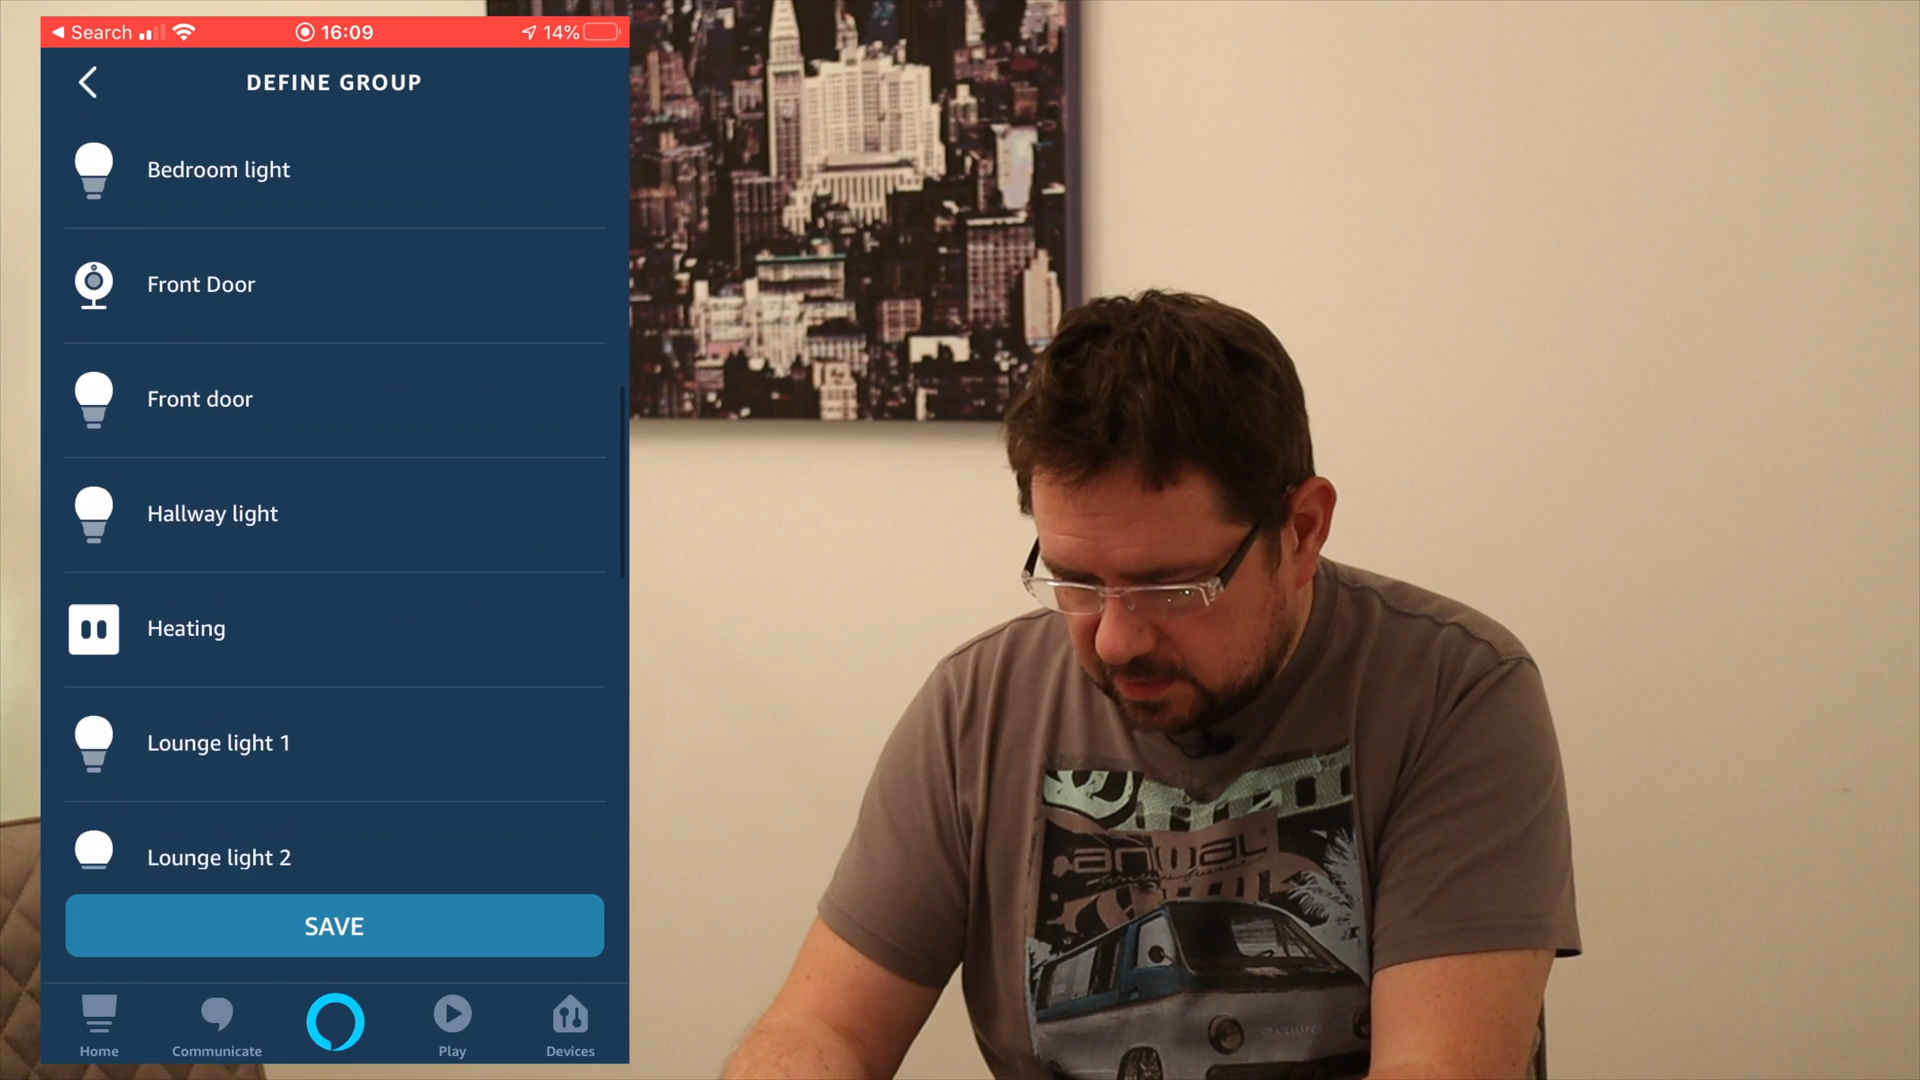 Search
16:09
14%
DEFINE GROUP
Bedroom light
Front Door
Front door
Hallway light
Heating
Lounge light 1
Lounge light 2
SAVE
Home
Communicate
Play
Devices
animal